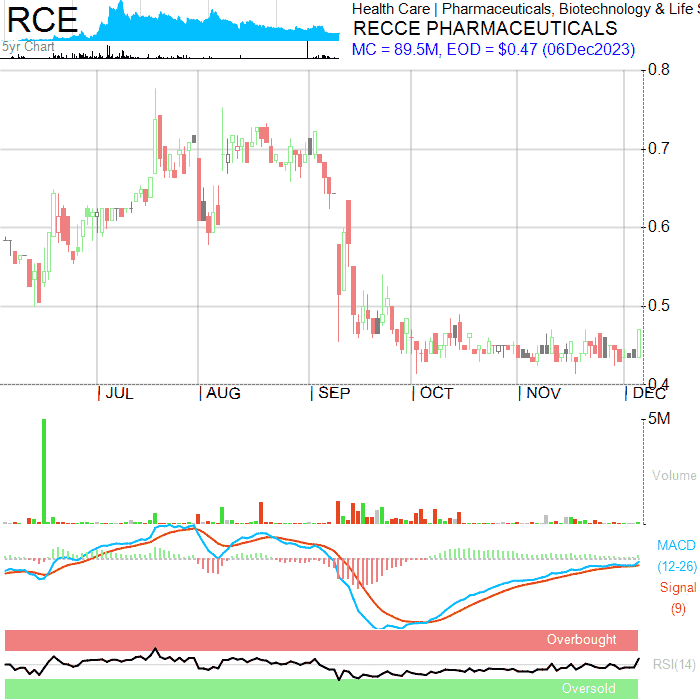 RCE
5yr Chart
Health Care | Pharmaceuticals, Biotechnology & Life S
RECCE PHARMACEUTICALS
MC = 89.5M, EOD = $0.47 (06Dec2023)
0.8
0.7
0.6
0.5
0.4
JUL AUG SEP OCT NOV DEC
5M
Volume
MACD
(12-26)
Signal
(9)
Overbought
RSI(14)
Oversold